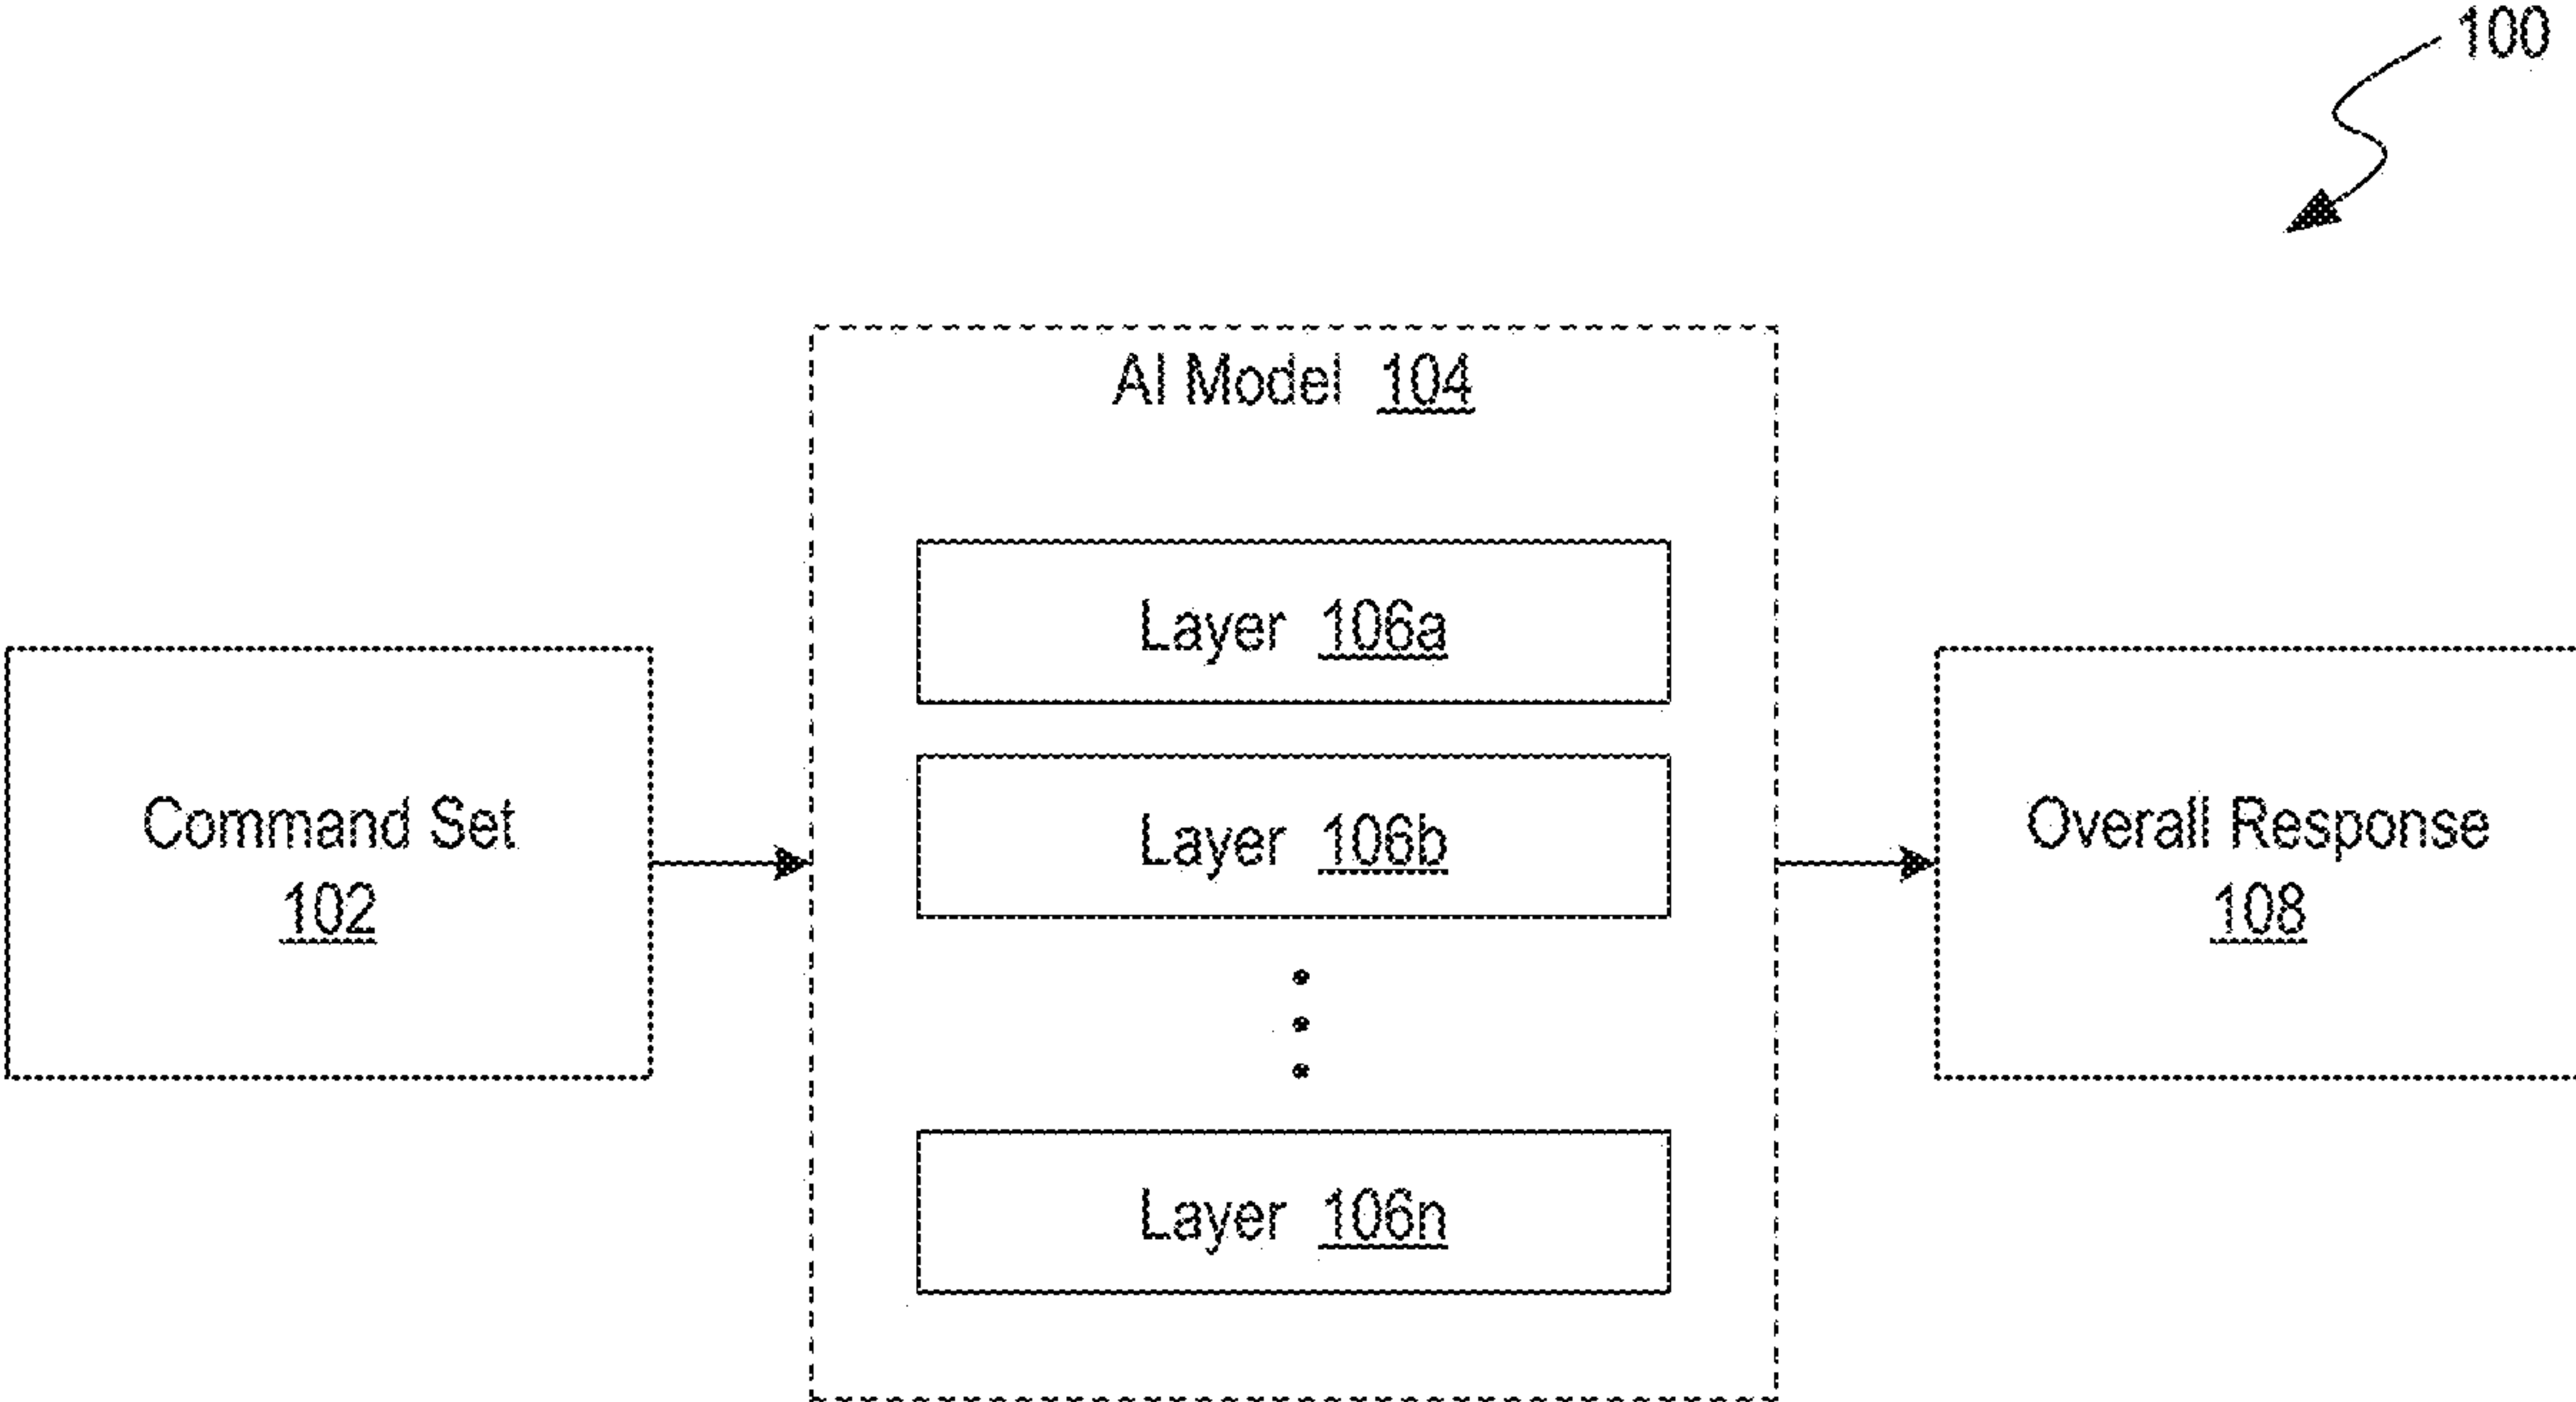 100
AI Model 104
Layer 106a
Command Set
102
Layer 106b
Overall Response
108
Layer 106n